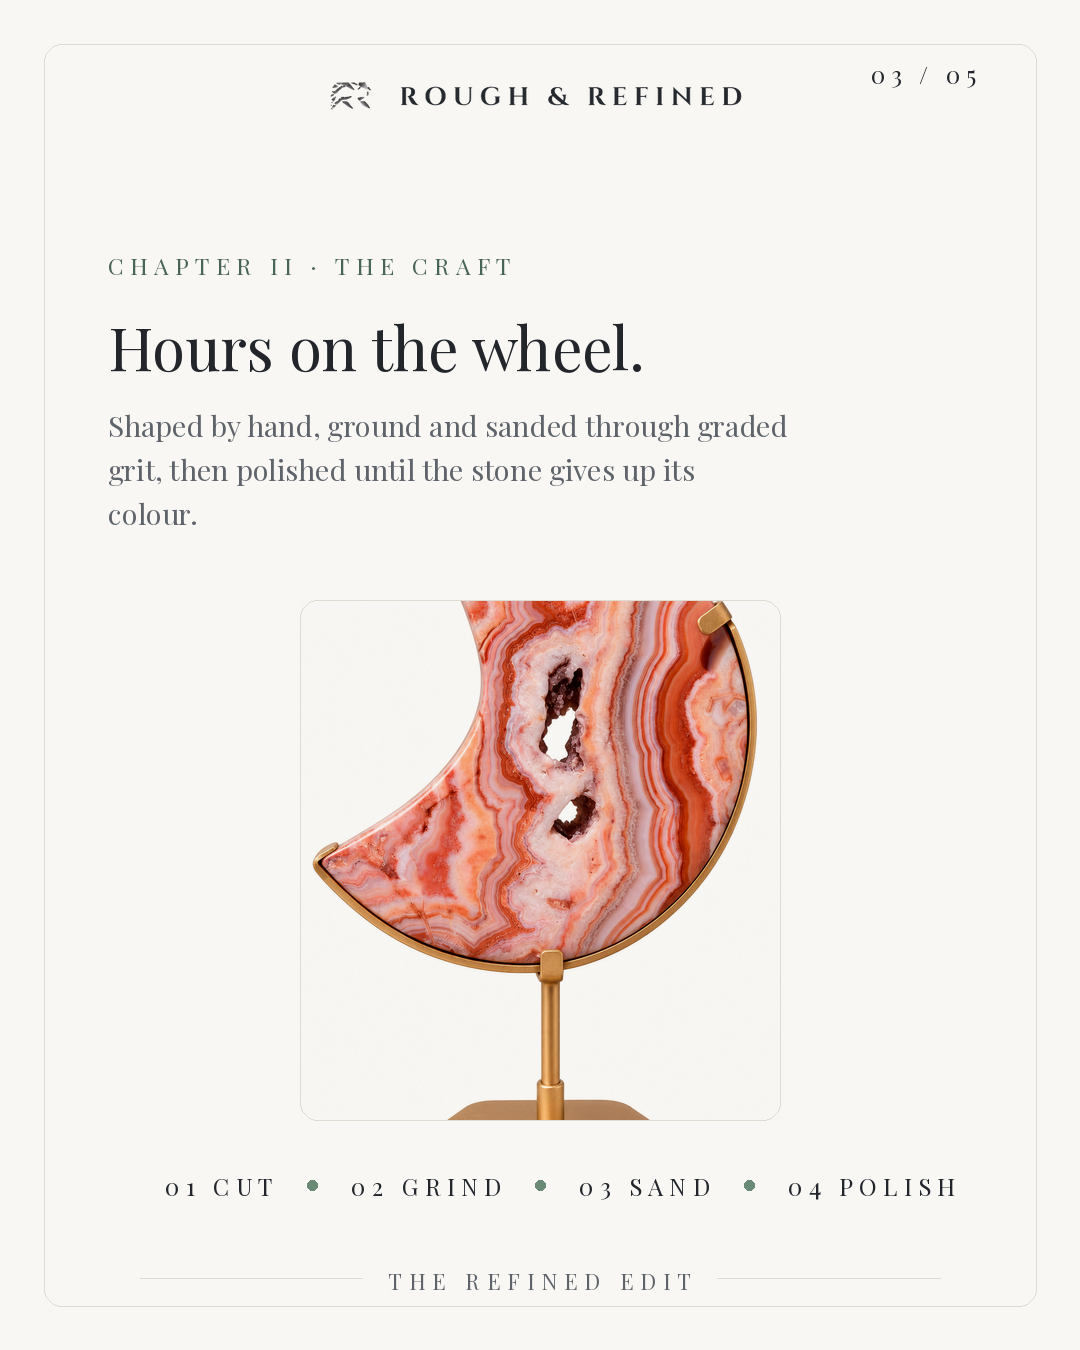 03 / 05
ROUGH & REFINED
CHAPTER II · THE CRAFT
Hours on the wheel.
Shaped by hand, ground and sanded through graded
grit, then polished until the stone gives up its
colour.
01 CUT • 02 GRIND • 03 SAND • 04 POLISH
THE REFINED EDIT